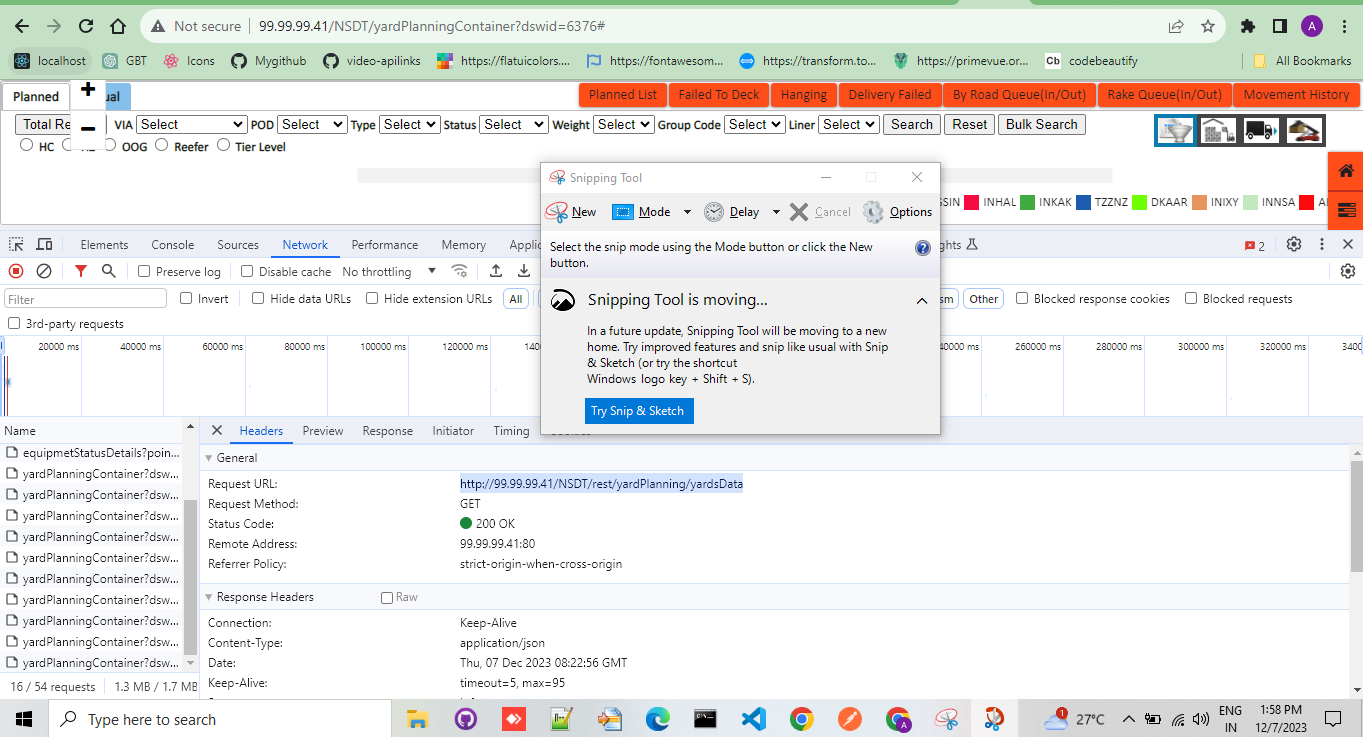 Not secure 99.99.99.41/NSDT/yardPlanningContainer?dswid=6376#
A
localhost GBT Icons Mygithub video-apilinks https://flatuicolors.... https://fontawesom... https://transform.to... https://primevue.or... Cb codebeautify All Bookmarks
Planned + ual Planned List Failed To Deck Hanging Delivery Failed By Road Queue(In/Out) Rake Queue(In/Out) Movement History
Total Re VIA Select POD Select Type Select Status Select Weight Select Group Code Select Liner Select Search Reset Bulk Search
HC OOG Reefer Tier Level
Snipping Tool
SSIN INHAL INKAK TZZNZ DKAAR INIXY INNSA
New Mode Delay Cancel Options
Elements Console Sources Network Performance Memory Applic ghts 2
Select the snip mode using the Mode button or click the New
button.
Preserve log Disable cache No throttling
Filter Invert Hide data URLs Hide extension URLs All sm Other Blocked response cookies Blocked requests
3rd-party requests
Snipping Tool is moving...
In a future update, Snipping Tool will be moving to a new
home. Try improved features and snip like usual with Snip
& Sketch (or try the shortcut
Windows logo key + Shift + S).
Try Snip & Sketch
20000 ms 40000 ms 60000 ms 80000 ms 100000 ms 120000 ms 140 40000 ms 260000 ms 280000 ms 300000 ms 320000 ms 3400
Name Headers Preview Response Initiator Timing
equipmetStatusDetails?poin...
yardPlanningContainer?dsw...
yardPlanningContainer?dsw...
yardPlanningContainer?dsw...
yardPlanningContainer?dsw...
yardPlanningContainer?dsw...
yardPlanningContainer?dsw...
yardPlanningContainer?dsw...
yardPlanningContainer?dsw...
yardPlanningContainer?dsw...
yardPlanningContainer?dsw...
16 / 54 requests 1.3 MB / 1.7 MB
General
Request URL: http://99.99.99.41/NSDT/rest/yardPlanning/yardsData
Request Method: GET
Status Code: 200 OK
Remote Address: 99.99.99.41:80
Referrer Policy: strict-origin-when-cross-origin
Response Headers Raw
Connection: Keep-Alive
Content-Type: application/json
Date: Thu, 07 Dec 2023 08:22:56 GMT
Keep-Alive: timeout=5, max=95
Type here to search 27°C ENG
IN 1:58 PM
12/7/2023